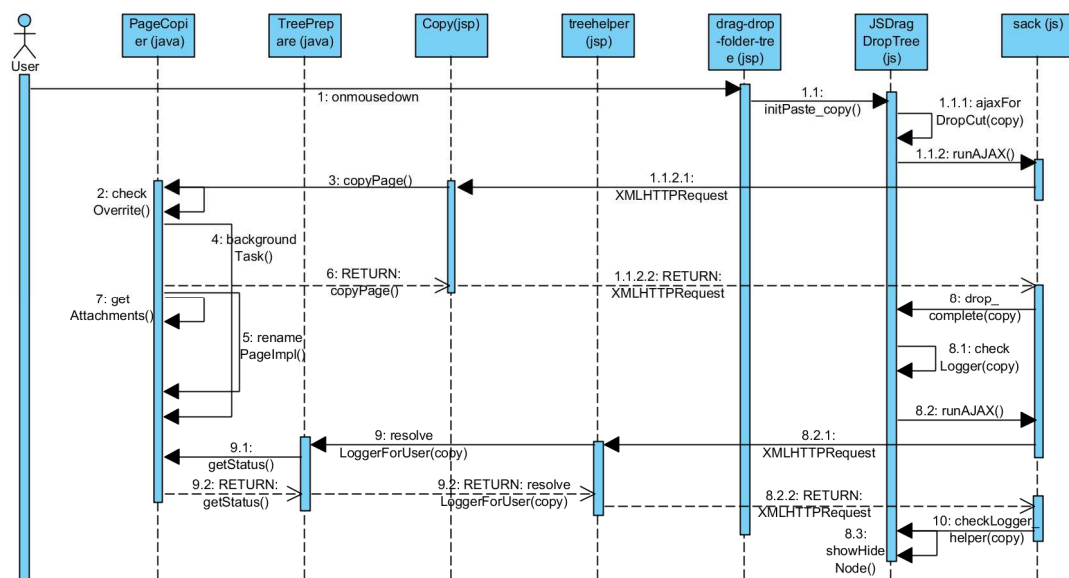 PageCopi
er (java)
TreePrep
are (java)
Copy(jsp)
treehelper
(jsp)
drag-drop
-folder-tre
e (jsp)
JSDrag
DropTree
(js)
sack (js)
User
1: onmousedown
1.1:
initPaste_copy()
1.1.1: ajaxFor
DropCut(copy)
1.1.2: runAJAX()
1.1.2.1:
XMLHTTPRequest
3: copyPage()
2: check
Overrite()
4: background
Task()
6: RETURN:
copyPage()
1.1.2.2: RETURN:
XMLHTTPRequest
7: get
Attachments()
5: rename
PageImpl()
8: drop_
complete(copy)
8.1: check
Logger(copy)
8.2: runAJAX()
8.2.1:
XMLHTTPRequest
9: resolve
LoggerForUser(copy)
9.1:
getStatus()
9.2: RETURN:
getStatus()
9.2: RETURN: resolve
LoggerForUser(copy)
8.2.2: RETURN:
XMLHTTPRequest
10: checkLogger_
helper(copy)
8.3:
showHide
Node()